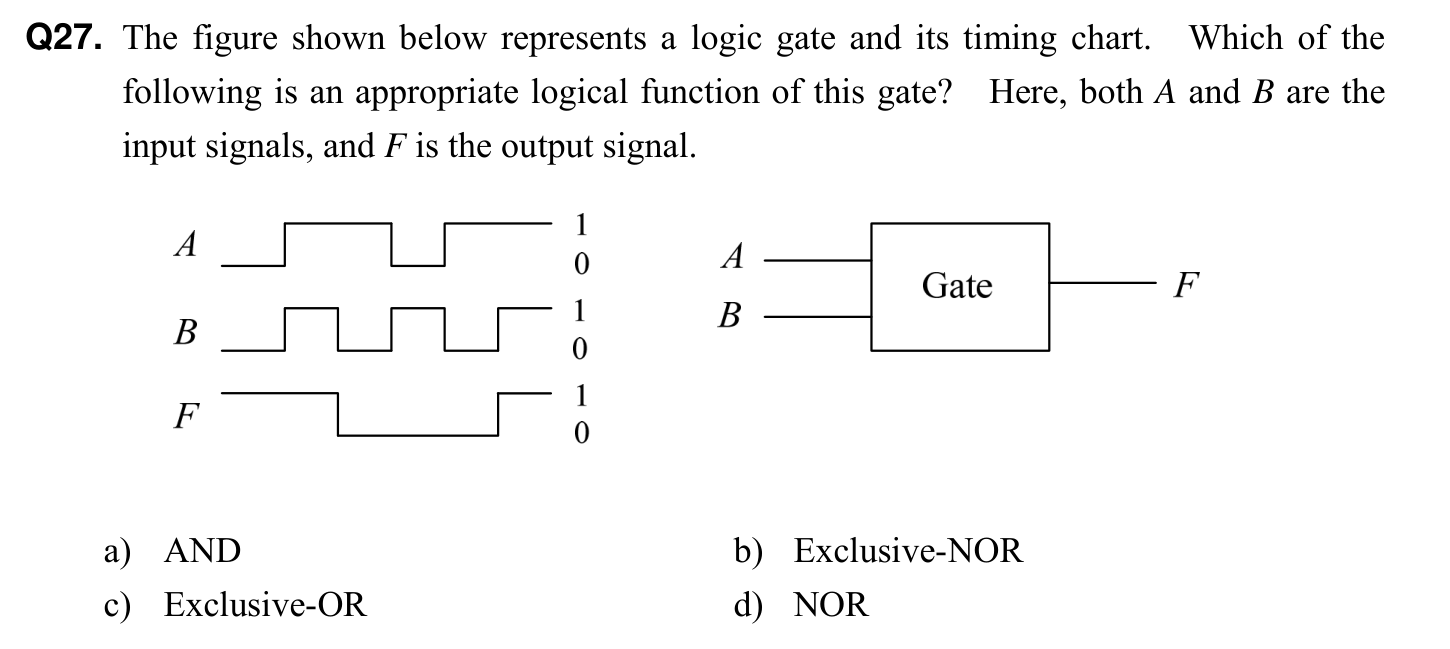 Q27. The figure shown below represents a logic gate and its timing chart. Which of the
following is an appropriate logical function of this gate? Here, both A and B are the
input signals, and F is the output signal.
A 1
0
B 1
0
F 1
0
A
B
Gate
F
a) AND b) Exclusive-NOR
c) Exclusive-OR d) NOR